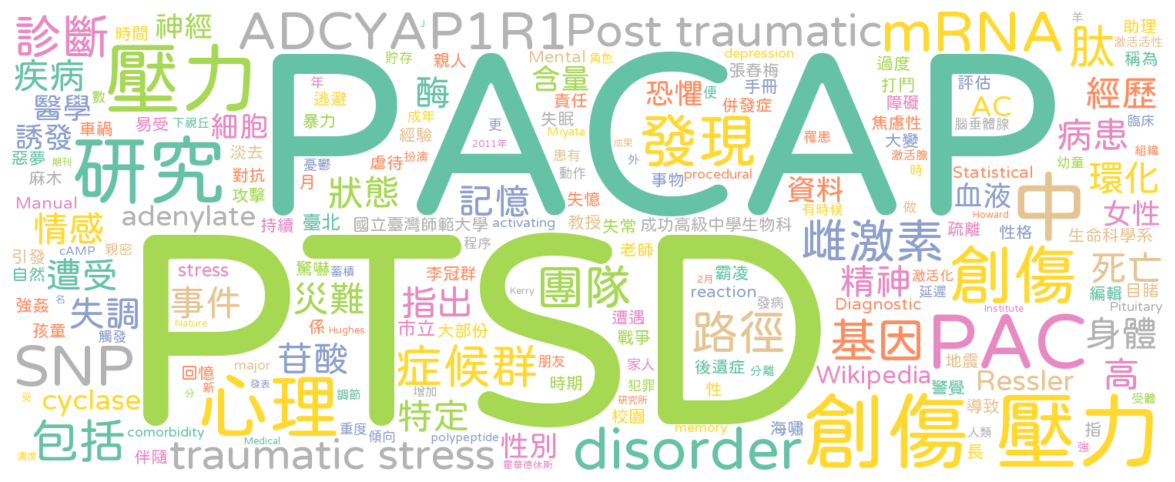 診斷
神經
時間
ADCYAP1R1
Post traumatic
mRNA
肽
羊
助理
激活活性
稱為
疾病
壓力
逃避
年
貯存
親人
Mental
角色
depression
張春梅
過度
打鬥
評估
經歷
醫學
數
酶
含量
恐懼
手冊
便
併發症
障礙
AC
臨床
誘發
車禍
易受
下視丘
細胞
暴力
成年
經驗
責任
失眠
發現
罹患
焦慮性
腦垂體腺
病患
惡夢
期刊
研究
淡去
憂鬱
虐待
扮演
更
2011年
Miyata
成果
大變
激活腺
幼童
組織
麻木
對抗
攻擊
月
狀態
記憶
患有
動作
失憶
外
事物
procedural
資料
時
Statistical
血液
中
環化
PACAP
Manual
情感
adenylate
持續
臺北
國立臺灣師範大學
activating
教授
失常
成功高級中學生物科
有時候
做
雌激素
疏離
Howard
性格
女性
生命科學系
引發
cAMP
親密
自然
遭受
stress
驚嚇
蓄積
程序
李冠群
老師
霸凌
2月
激活化
延遲
精神
創傷
死亡
編輯
目睹
強姦
名
失調
事件
災難
指出
Kerry
團隊
reaction
發病
Diagnostic
Institute
Pituitary
孩童
觸發
Nature
係
Hughes
市立
大部份
遭遇
戰爭
路徑
基因
PAC
身體
PTSD
SNP
回憶
新
major
苷酸
症候群
朋友
時期
家人
犯罪
後遺症
分離
性
Wikipedia
地震
警覺
Ressler
高
受體
受
分
發表
心理
調節
增加
特定
校園
研究所
memory
海嘯
創傷 壓力
導致
人類
長
指
強
cyclase
包括
濃度
comorbidity
伴隨
Medical
重度
傾向
traumatic stress
polypeptide
性別
霍華德休斯
disorder